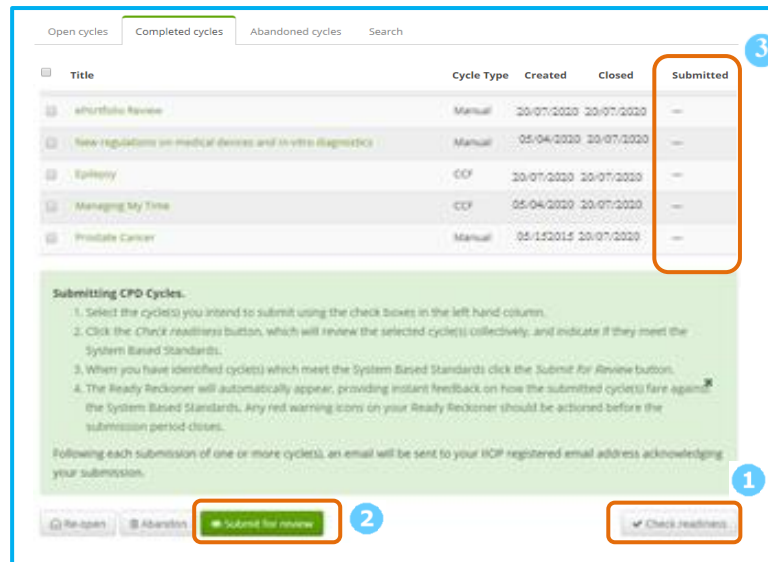 Open cycles Completed cycles Abandoned cycles Search
3
Title Cycle Type Created Closed Submitted
ePortfolio Review Manual 20/07/2020 20/07/2020 —
New regulations on medical devices and in-vitro diagnostics Manual 05/04/2020 20/07/2020 —
Epilepsy CCF 20/07/2020 20/07/2020 —
Managing My Time CCF 05/04/2020 20/07/2020 —
Prostate Cancer Manual 05/152015 20/07/2020 —
Submitting CPD Cycles.
1. Select the cycle(s) you intend to submit using the check boxes in the left hand column.
2. Click the Check readiness button, which will review the selected cycle(s) collectively, and indicate if they meet the
System Based Standards.
3. When you have identified cycle(s) which meet the System Based Standards click the Submit for Review button.
4. The Ready Reckoner will automatically appear, providing instant feedback on how the submitted cycle(s) fare against
the System Based Standards. Any red warning icons on your Ready Reckoner should be actioned before the
submission period closes.
Following each submission of one or more cycle(s), an email will be sent to your IIOP registered email address acknowledging
your submission.
1
Re-open Abandon Submit for review 2 Check readiness